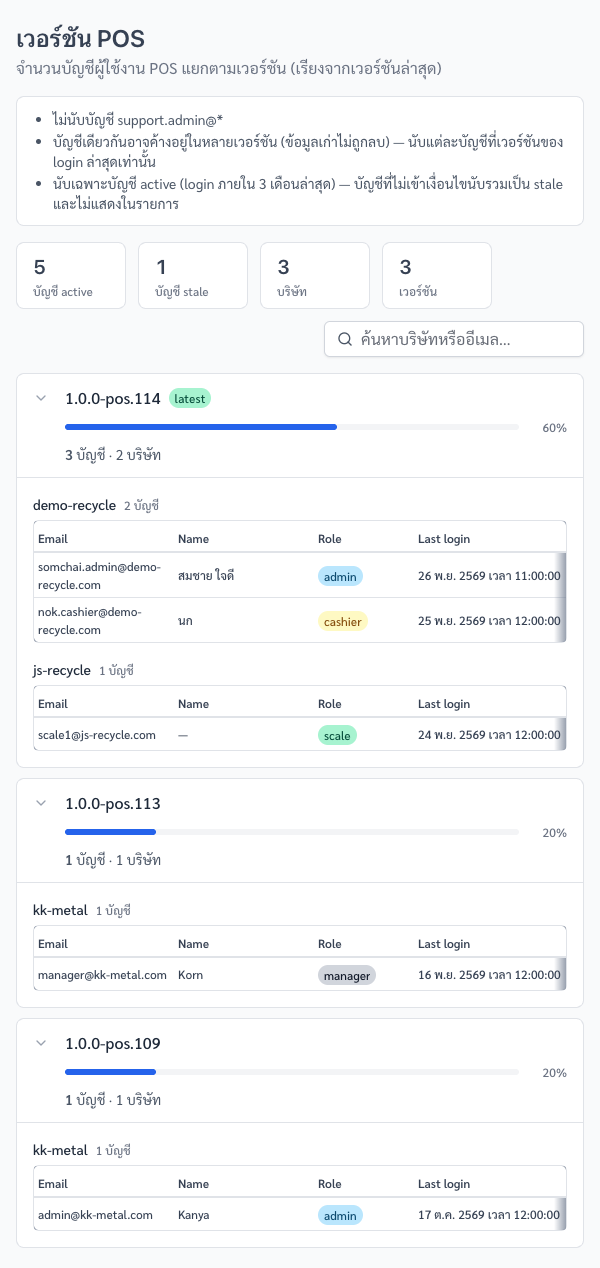 เวอร์ชัน POS
จำนวนบัญชีผู้ใช้งาน POS แยกตามเวอร์ชัน (เรียงจากเวอร์ชันล่าสุด)
• ไม่นับบัญชี support.admin@*
• บัญชีเดียวกันอาจค้างอยู่ในหลายเวอร์ชัน (ข้อมูลเก่าไม่ถูกลบ) — นับแต่ละบัญชีที่เวอร์ชันของ
login ล่าสุดเท่านั้น
• นับเฉพาะบัญชี active (login ภายใน 3 เดือนล่าสุด) — บัญชีที่ไม่เข้าเงื่อนไขนับรวมเป็น stale
และไม่แสดงในรายการ
5 1 3 3
บัญชี active บัญชี stale บริษัท เวอร์ชัน
ค้นหาบริษัทหรืออีเมล...
1.0.0-pos.114 latest
60%
3 บัญชี · 2 บริษัท
demo-recycle 2 บัญชี
Email Name Role Last login
somchai.admin@demo-
recycle.com สมชาย ใจดี admin 26 พ.ย. 2569 เวลา 11:00:00
nok.cashier@demo-
recycle.com นก cashier 25 พ.ย. 2569 เวลา 12:00:00
js-recycle 1 บัญชี
Email Name Role Last login
scale1@js-recycle.com — scale 24 พ.ย. 2569 เวลา 12:00:00
1.0.0-pos.113
20%
1 บัญชี · 1 บริษัท
kk-metal 1 บัญชี
Email Name Role Last login
manager@kk-metal.com Korn manager 16 พ.ย. 2569 เวลา 12:00:00
1.0.0-pos.109
20%
1 บัญชี · 1 บริษัท
kk-metal 1 บัญชี
Email Name Role Last login
admin@kk-metal.com Kanya admin 17 ต.ค. 2569 เวลา 12:00:00